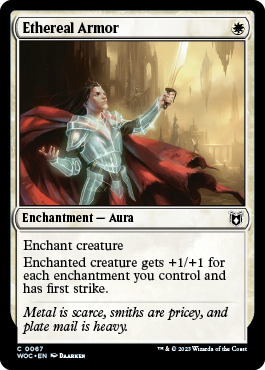 Ethereal Armor
Enchantment — Aura
Enchant creature
Enchanted creature gets +1/+1 for
each enchantment you control and
has first strike.
Metal is scarce, smiths are pricey, and
plate mail is heavy.
C 0067
WOC • EN Daarken
™ & © 2023 Wizards of the Coast